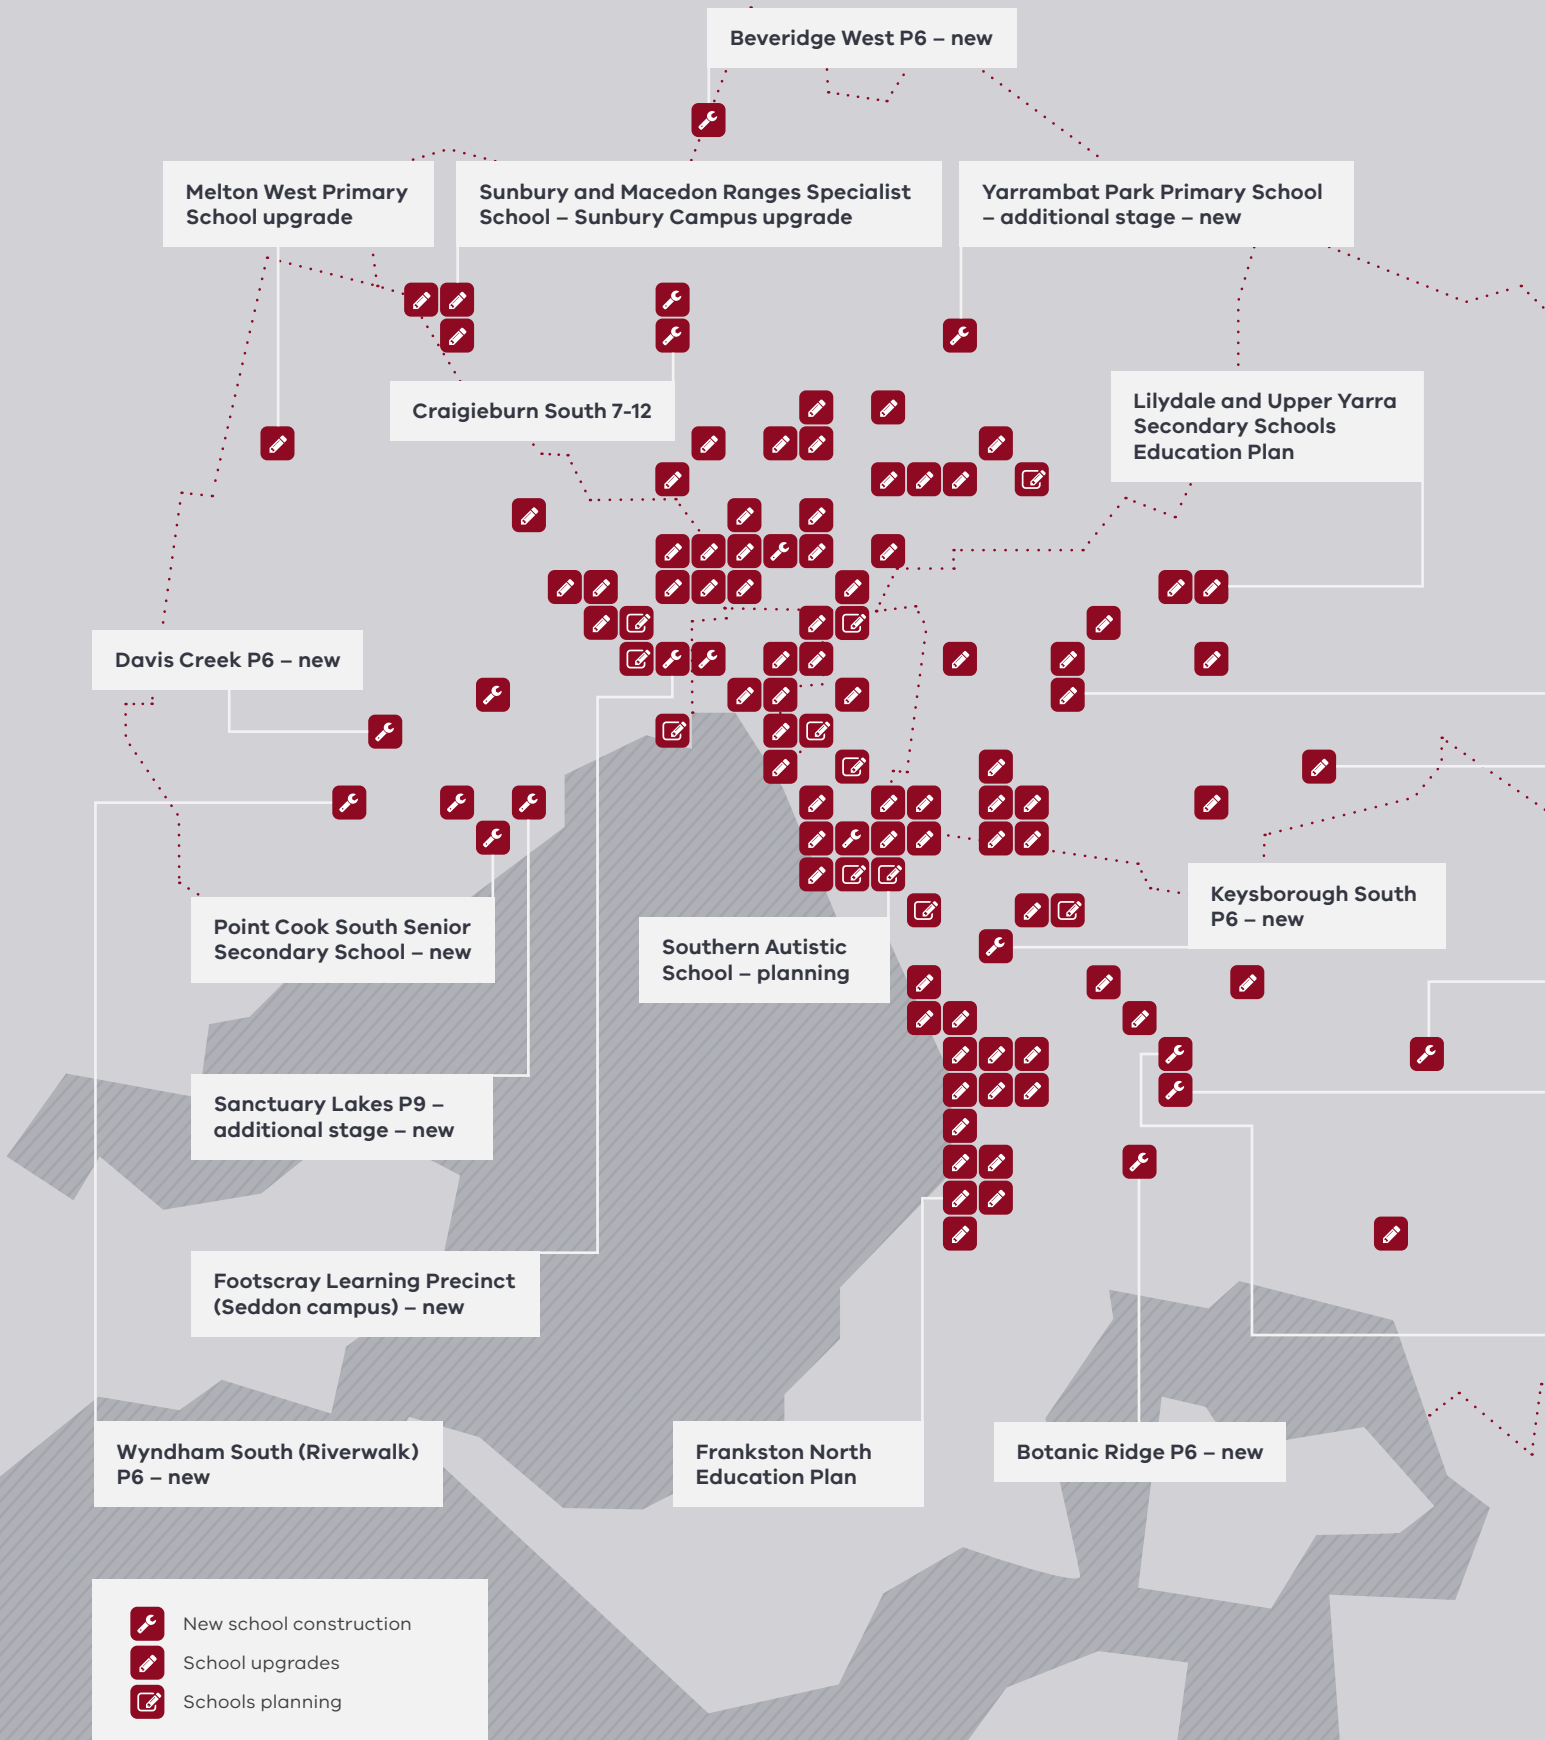 Beveridge West P6 – new
Melton West Primary
School upgrade
Sunbury and Macedon Ranges Specialist
School – Sunbury Campus upgrade
Yarrambat Park Primary School
– additional stage – new
Craigieburn South 7-12
Lilydale and Upper Yarra
Secondary Schools
Education Plan
Davis Creek P6 – new
Keysborough South
P6 – new
Point Cook South Senior
Secondary School – new
Southern Autistic
School – planning
Sanctuary Lakes P9 –
additional stage – new
Footscray Learning Precinct
(Seddon campus) – new
Wyndham South (Riverwalk)
P6 – new
Frankston North
Education Plan
Botanic Ridge P6 – new
New school construction
School upgrades
Schools planning